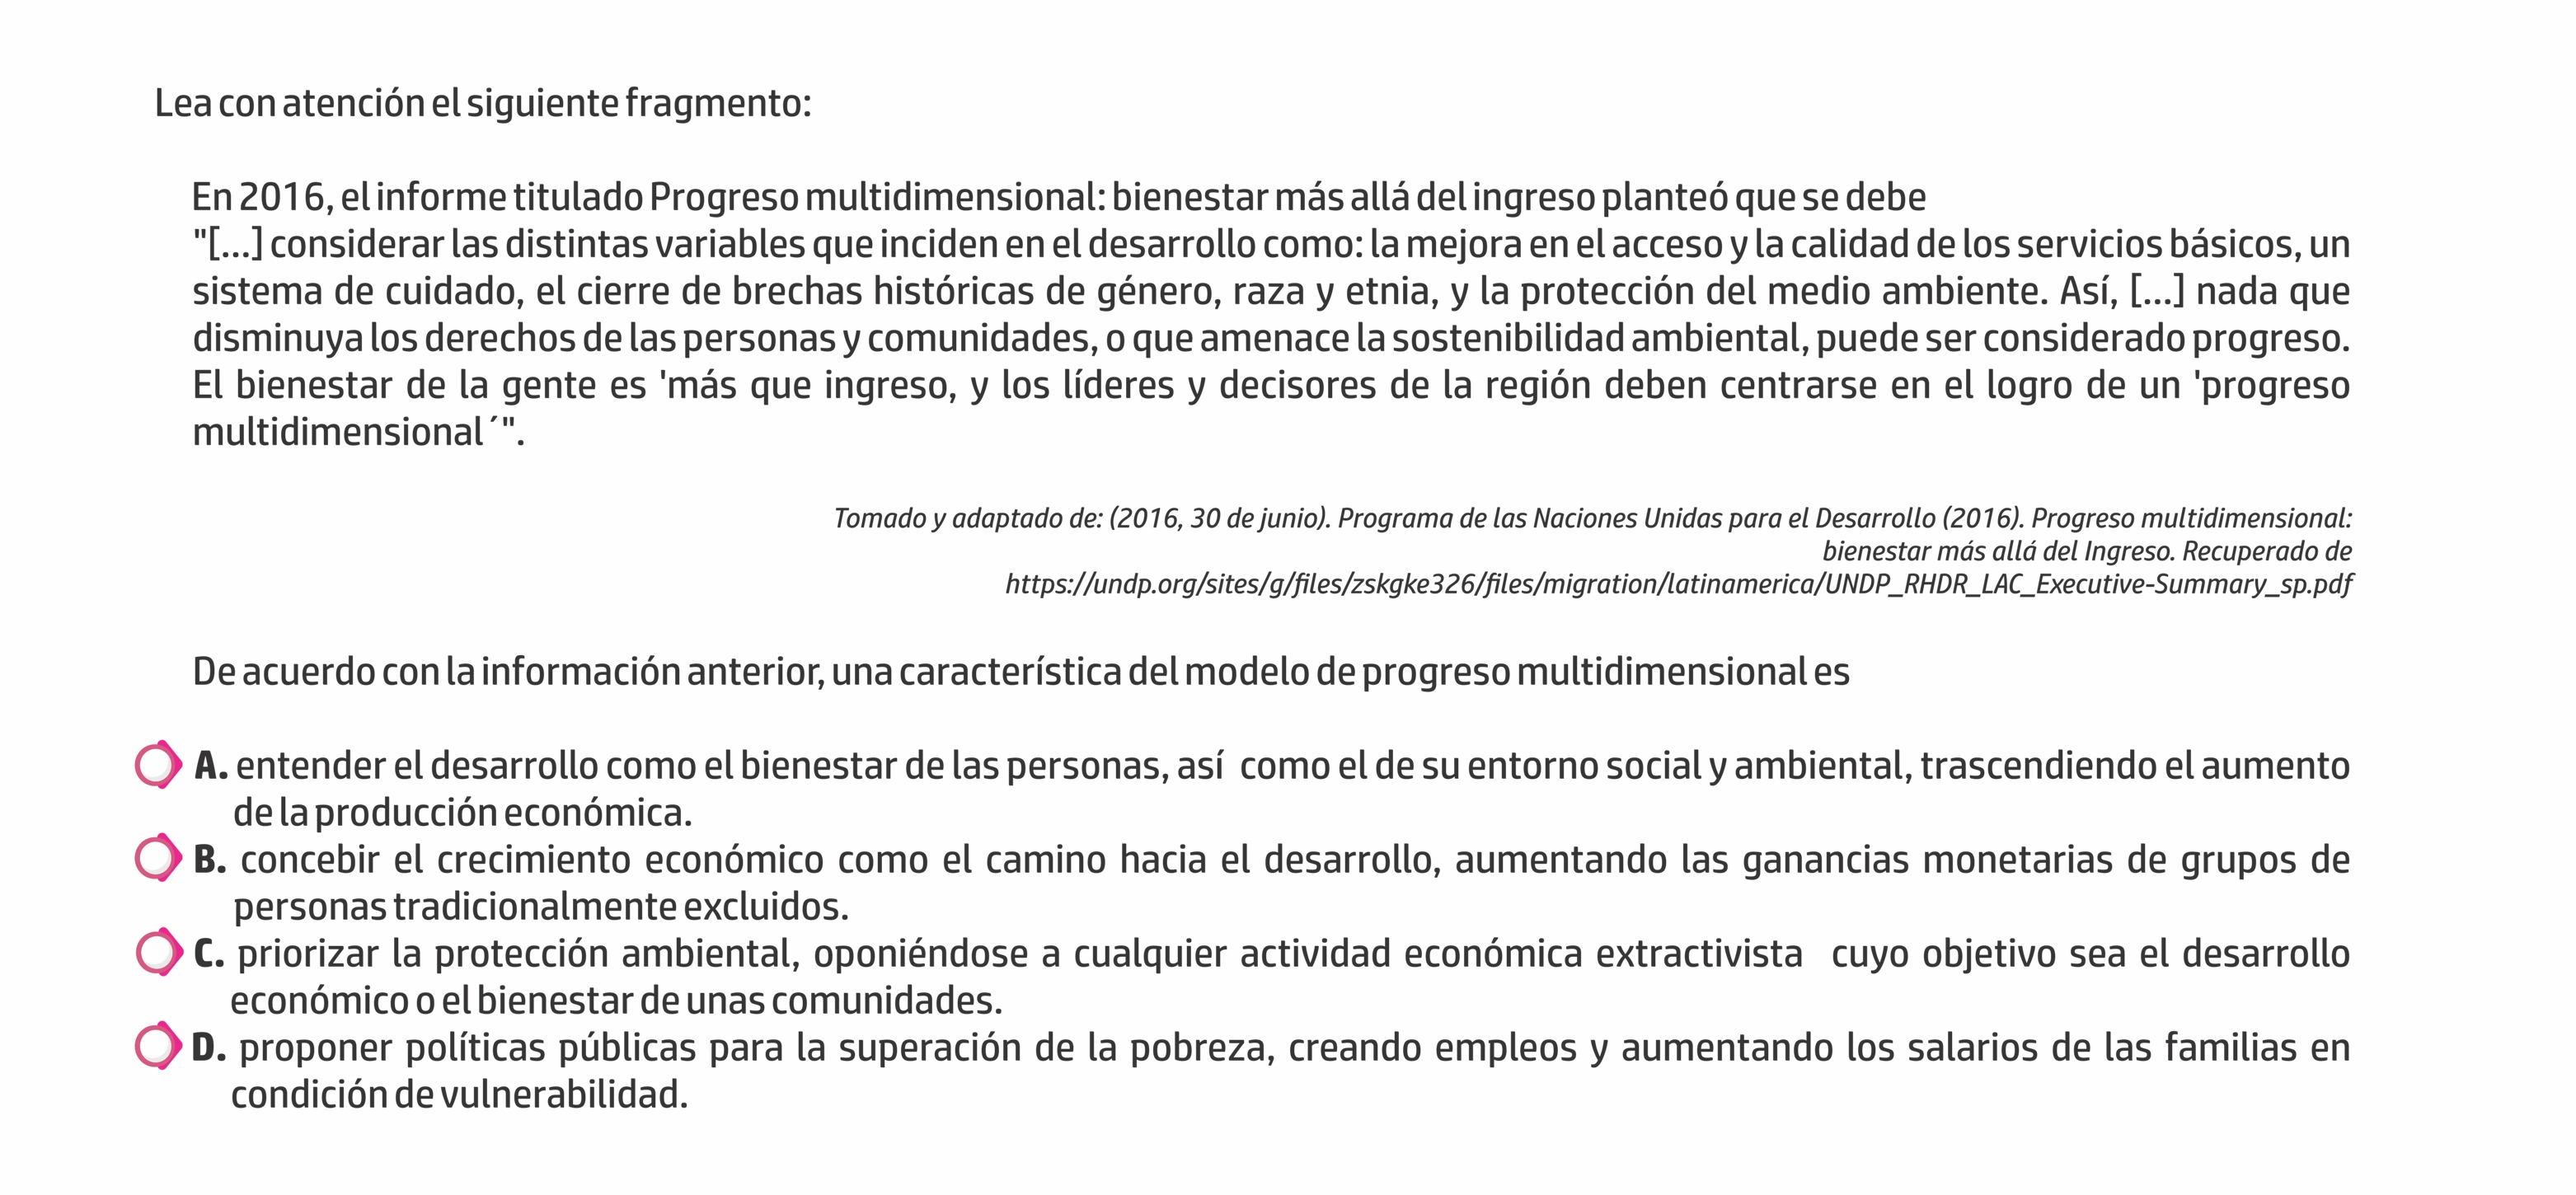 Lea con atención el siguiente fragmento:
En 2016, el informe titulado Progreso multidimensional: bienestar más allá del ingreso planteó que se debe
"[...] considerar las distintas variables que inciden en el desarrollo como: la mejora en el acceso y la calidad de los servicios básicos, un
sistema de cuidado, el cierre de brechas históricas de género, raza y etnia, y la protección del medio ambiente. Así, [...] nada que
disminuya los derechos de las personas y comunidades, o que amenace la sostenibilidad ambiental, puede ser considerado progreso.
El bienestar de la gente es 'más que ingreso, y los líderes y decisores de la región deben centrarse en el logro de un 'progreso
multidimensional´".
Tomado y adaptado de: (2016, 30 de junio). Programa de las Naciones Unidas para el Desarrollo (2016). Progreso multidimensional:
bienestar más allá del Ingreso. Recuperado de
https://undp.org/sites/g/files/zskgke326/files/migration/latinamerica/UNDP_RHDR_LAC_Executive-Summary_sp.pdf
De acuerdo con la información anterior, una característica del modelo de progreso multidimensional es
A. entender el desarrollo como el bienestar de las personas, así como el de su entorno social y ambiental, trascendiendo el aumento
de la producción económica.
B. concebir el crecimiento económico como el camino hacia el desarrollo, aumentando las ganancias monetarias de grupos de
personas tradicionalmente excluidos.
C. priorizar la protección ambiental, oponiéndose a cualquier actividad económica extractivista cuyo objetivo sea el desarrollo
económico o el bienestar de unas comunidades.
D. proponer políticas públicas para la superación de la pobreza, creando empleos y aumentando los salarios de las familias en
condición de vulnerabilidad.